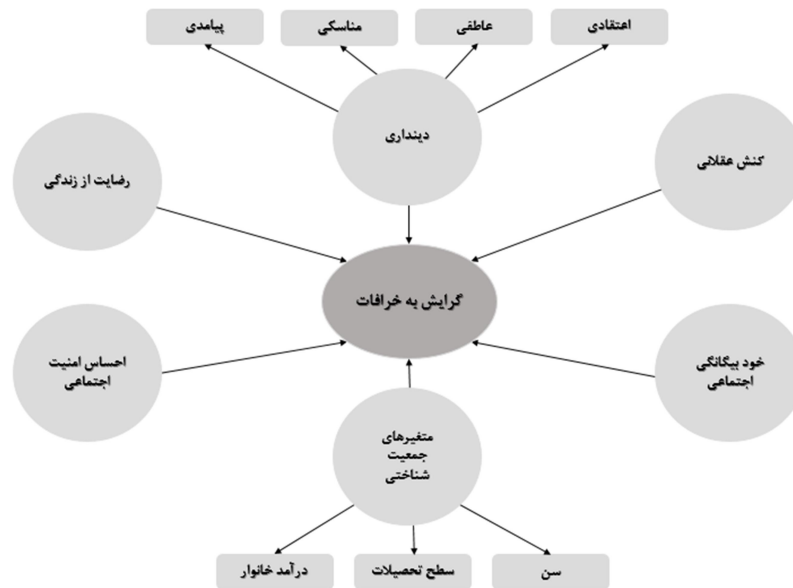 اعتقادی
عاطفی
مناسکی
پیامدی
دینداری
کنش عقلانی
رضایت از زندگی
گرایش به خرافات
خود بیگانگی
اجتماعی
احساس امنیت
اجتماعی
متغیرهای
جمعیت
شناختی
سن
سطح تحصیلات
درآمد خانوار